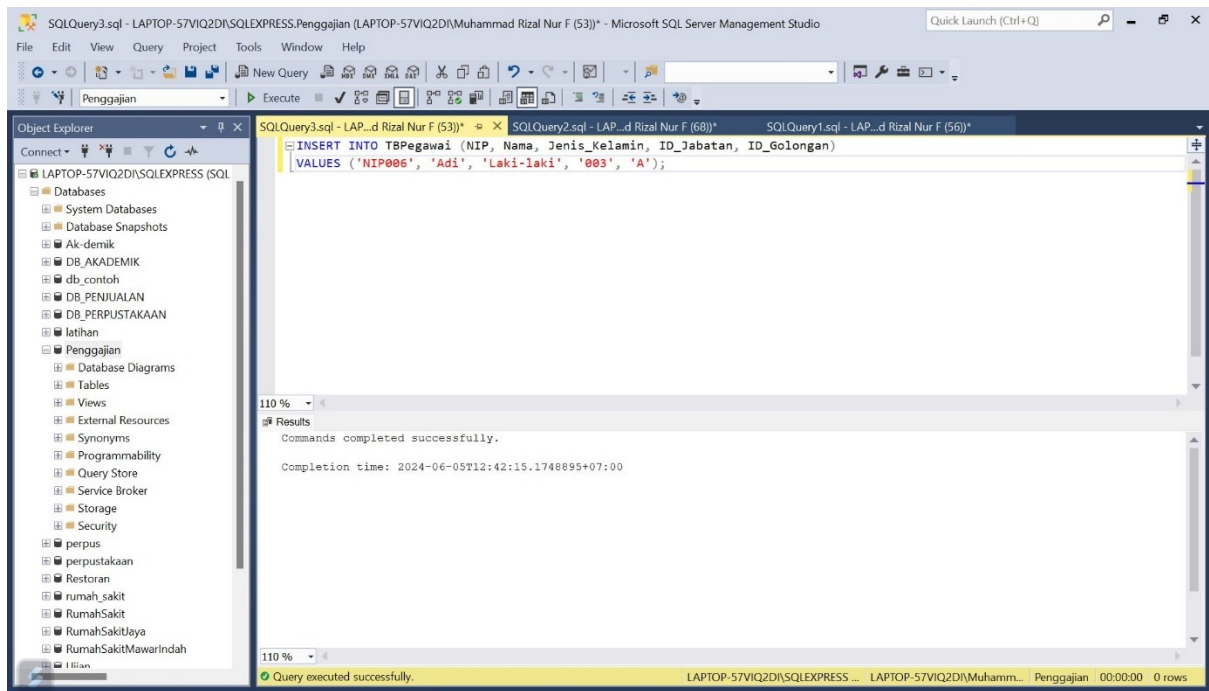 SQLQuery3.sql - LAPTOP-57VIQ2DI\SQLEXPRESS.Penggajian (LAPTOP-57VIQ2DI\Muhammad Rizal Nur F (53))* - Microsoft SQL Server Management Studio
Quick Launch (Ctrl+Q)
File Edit View Query Project Tools Window Help
New Query
Penggajian
Execute
Object Explorer
SQLQuery3.sql - LAP...d Rizal Nur F (53))* SQLQuery2.sql - LAP...d Rizal Nur F (68))* SQLQuery1.sql - LAP...d Rizal Nur F (56))*
Connect
INSERT INTO TBPegawai (NIP, Nama, Jenis_Kelamin, ID_Jabatan, ID_Golongan)
VALUES ('NIP006', 'Adi', 'Laki-laki', '003', 'A');
LAPTOP-57VIQ2DI\SQLEXPRESS (SQL
Databases
System Databases
Database Snapshots
Ak-demik
DB_AKADEMIK
db_contoh
DB_PENJUALAN
DB_PERPUSTAKAAN
latihan
Penggajian
Database Diagrams
Tables
Views
External Resources
Synonyms
Programmability
Query Store
Service Broker
Storage
Security
perpus
perpustakaan
Restoran
rumah_sakit
RumahSakit
RumahSakitJaya
RumahSakitMawarIndah
110 %
Results
Commands completed successfully.
Completion time: 2024-06-05T12:42:15.1748895+07:00
110 %
Query executed successfully. LAPTOP-57VIQ2DI\SQLEXPRESS ... LAPTOP-57VIQ2DI\Muhamm... Penggajian 00:00:00 0 rows